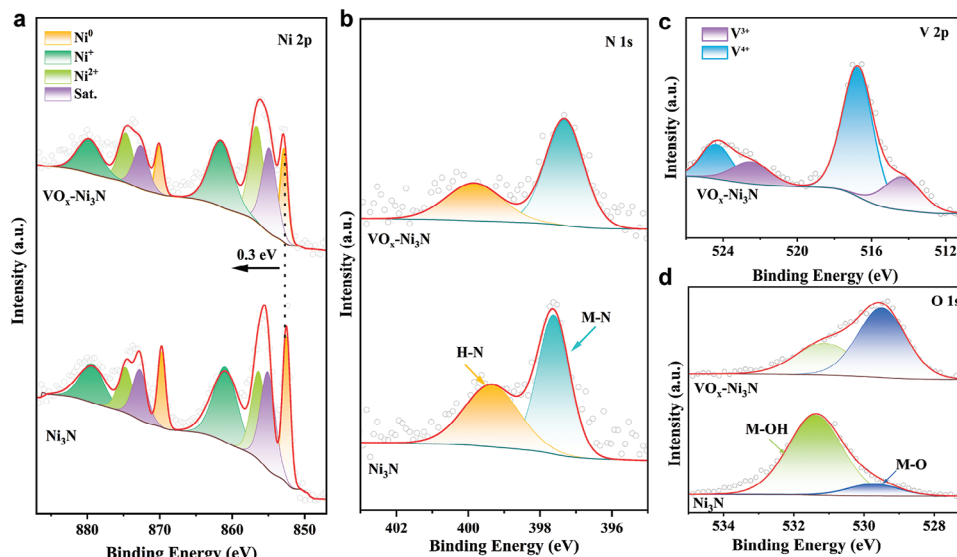 a
Ni 2p
Ni⁰
Ni⁺
Ni²⁺
Sat.
VOₓ-Ni₃N
0.3 eV
Ni₃N
Intensity (a.u.)
880 870 860 850
Binding Energy (eV)
b
N 1s
VOₓ-Ni₃N
M-N
H-N
Ni₃N
Intensity (a.u.)
402 400 398 396
Binding Energy (eV)
c
V 2p
V³⁺
V⁴⁺
VOₓ-Ni₃N
Intensity (a.u.)
524 520 516 512
Binding Energy (eV)
d
O 1s
VOₓ-Ni₃N
M-OH
M-O
Ni₃N
Intensity (a.u.)
534 531 528
Binding Energy (eV)